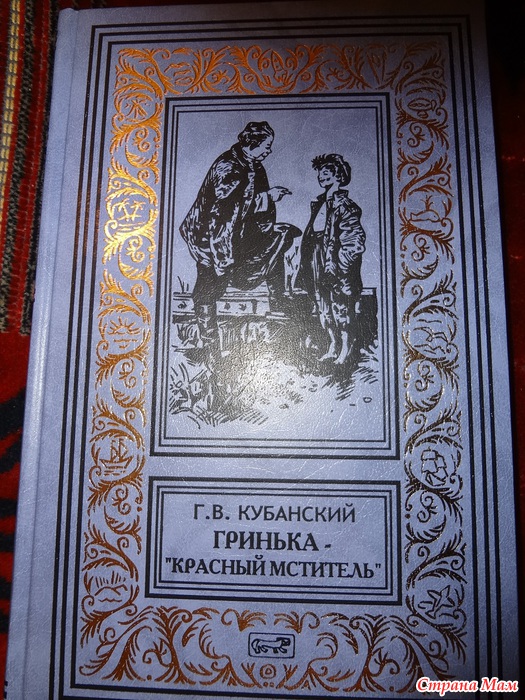 Г.В. КУБАНСКИЙ
ГРИНЬКА -
"КРАСНЫЙ МСТИТЕЛЬ"
Страна Мам